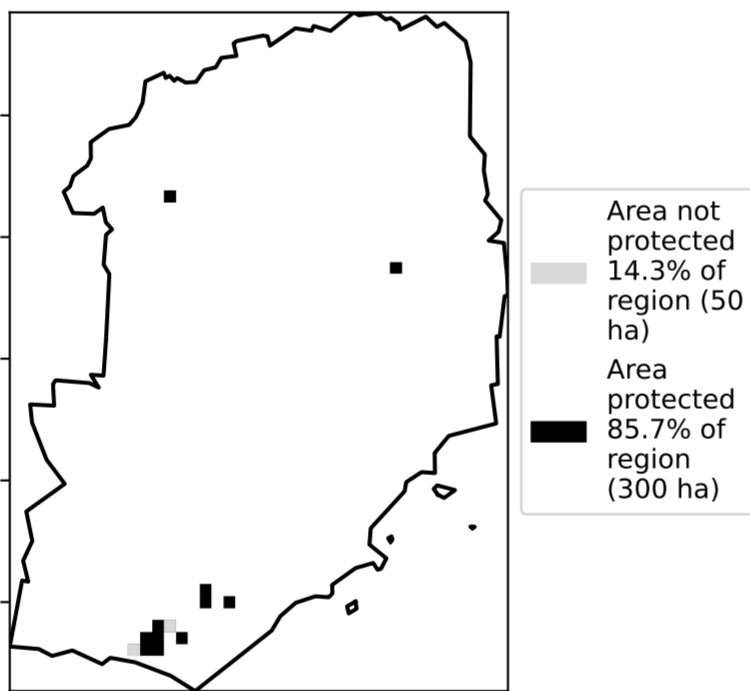 Area not
protected
14.3% of
region (50
ha)
Area
protected
85.7% of
region
(300 ha)